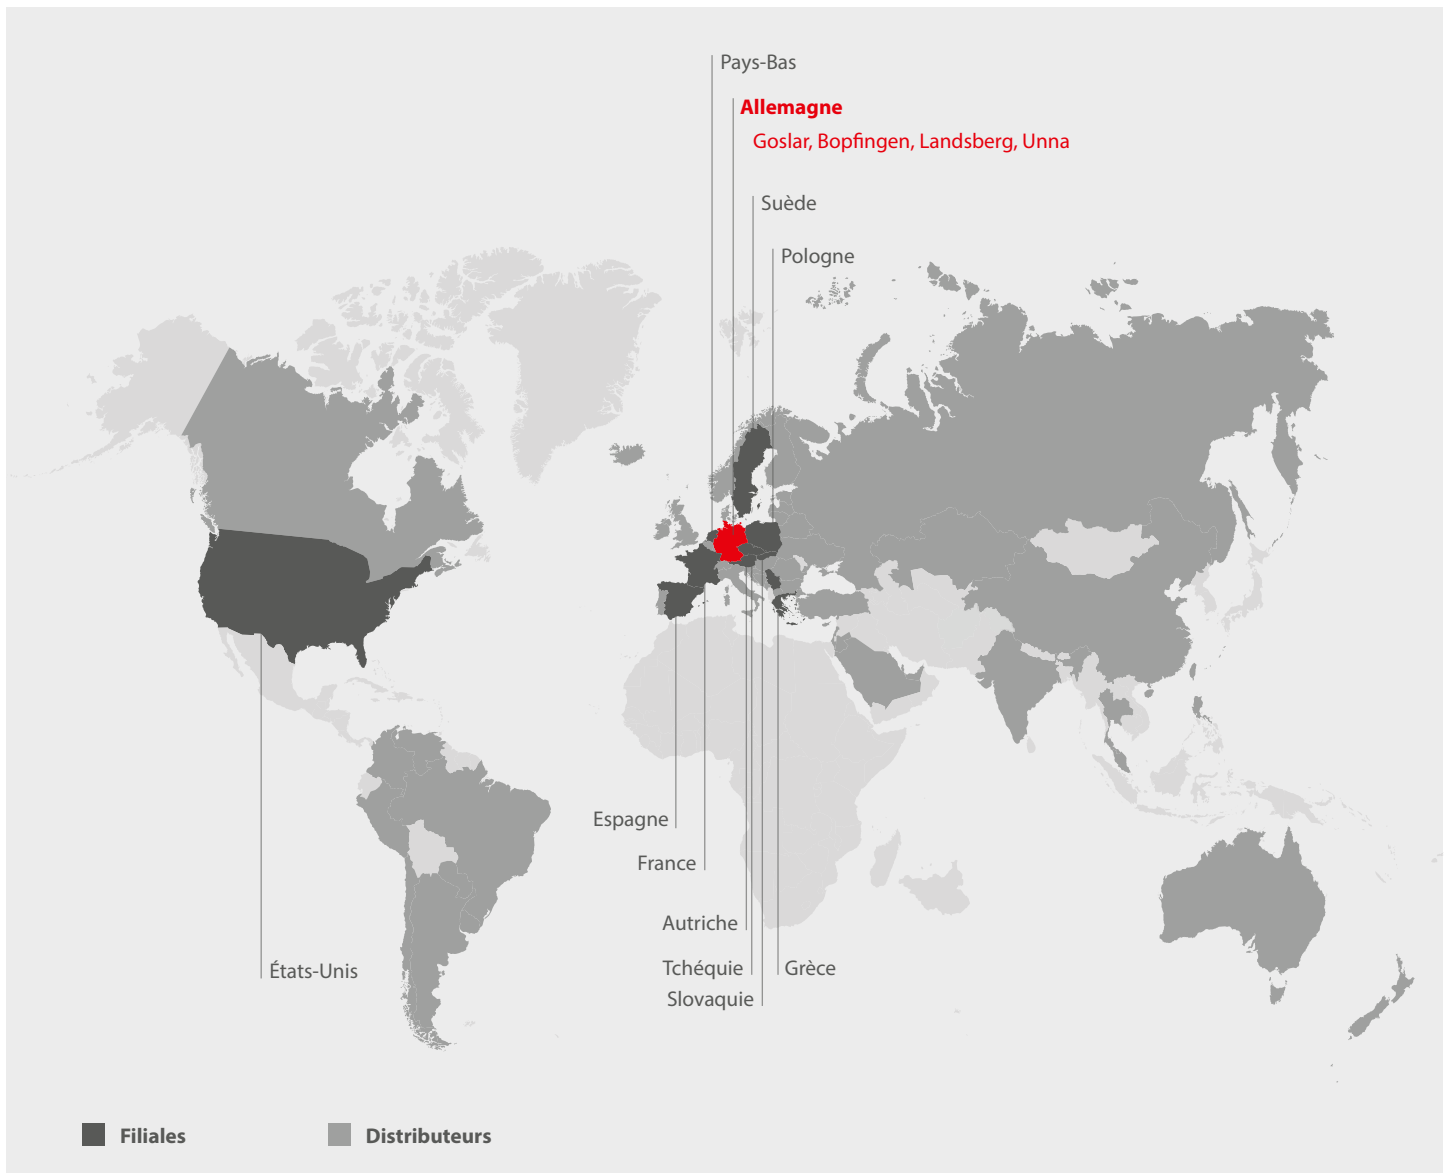 Pays-Bas
Allemagne
Goslar, Bopfingen, Landsberg, Unna
Suède
Pologne
Espagne
France
Autriche
Tchéquie
Grèce
États-Unis
Slovaquie
Filiales
Distributeurs